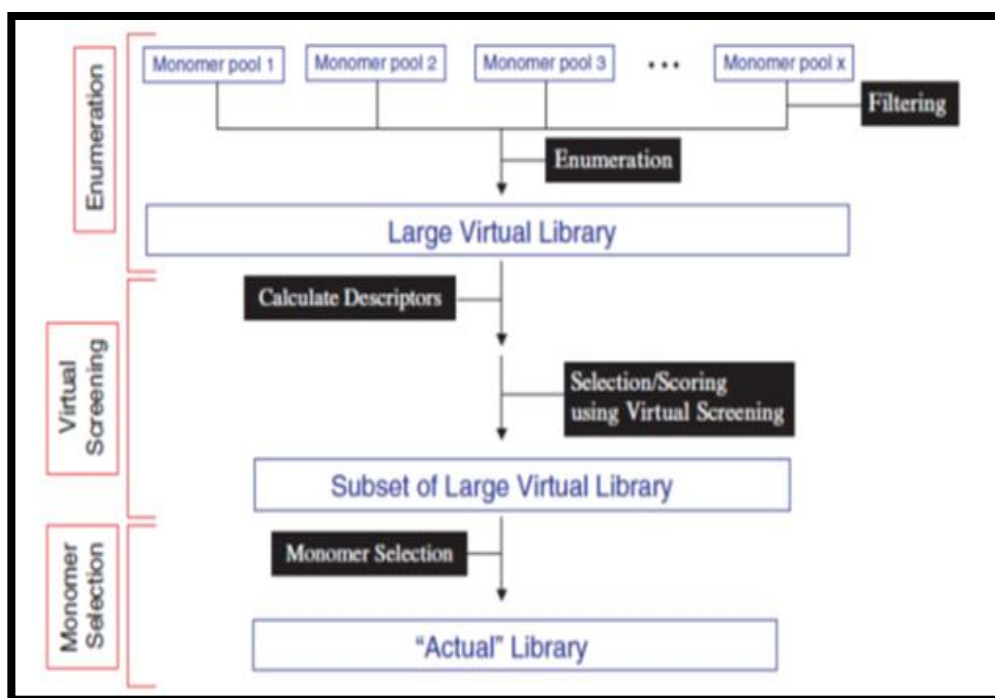 Enumeration
Monomer pool 1
Monomer pool 2
Monomer pool 3
•••
Monomer pool x
Filtering
Enumeration
Large Virtual Library
Virtual
Screening
Calculate Descriptors
Selection/Scoring
using Virtual Screening
Subset of Large Virtual Library
Monomer
Selection
Monomer Selection
“Actual” Library